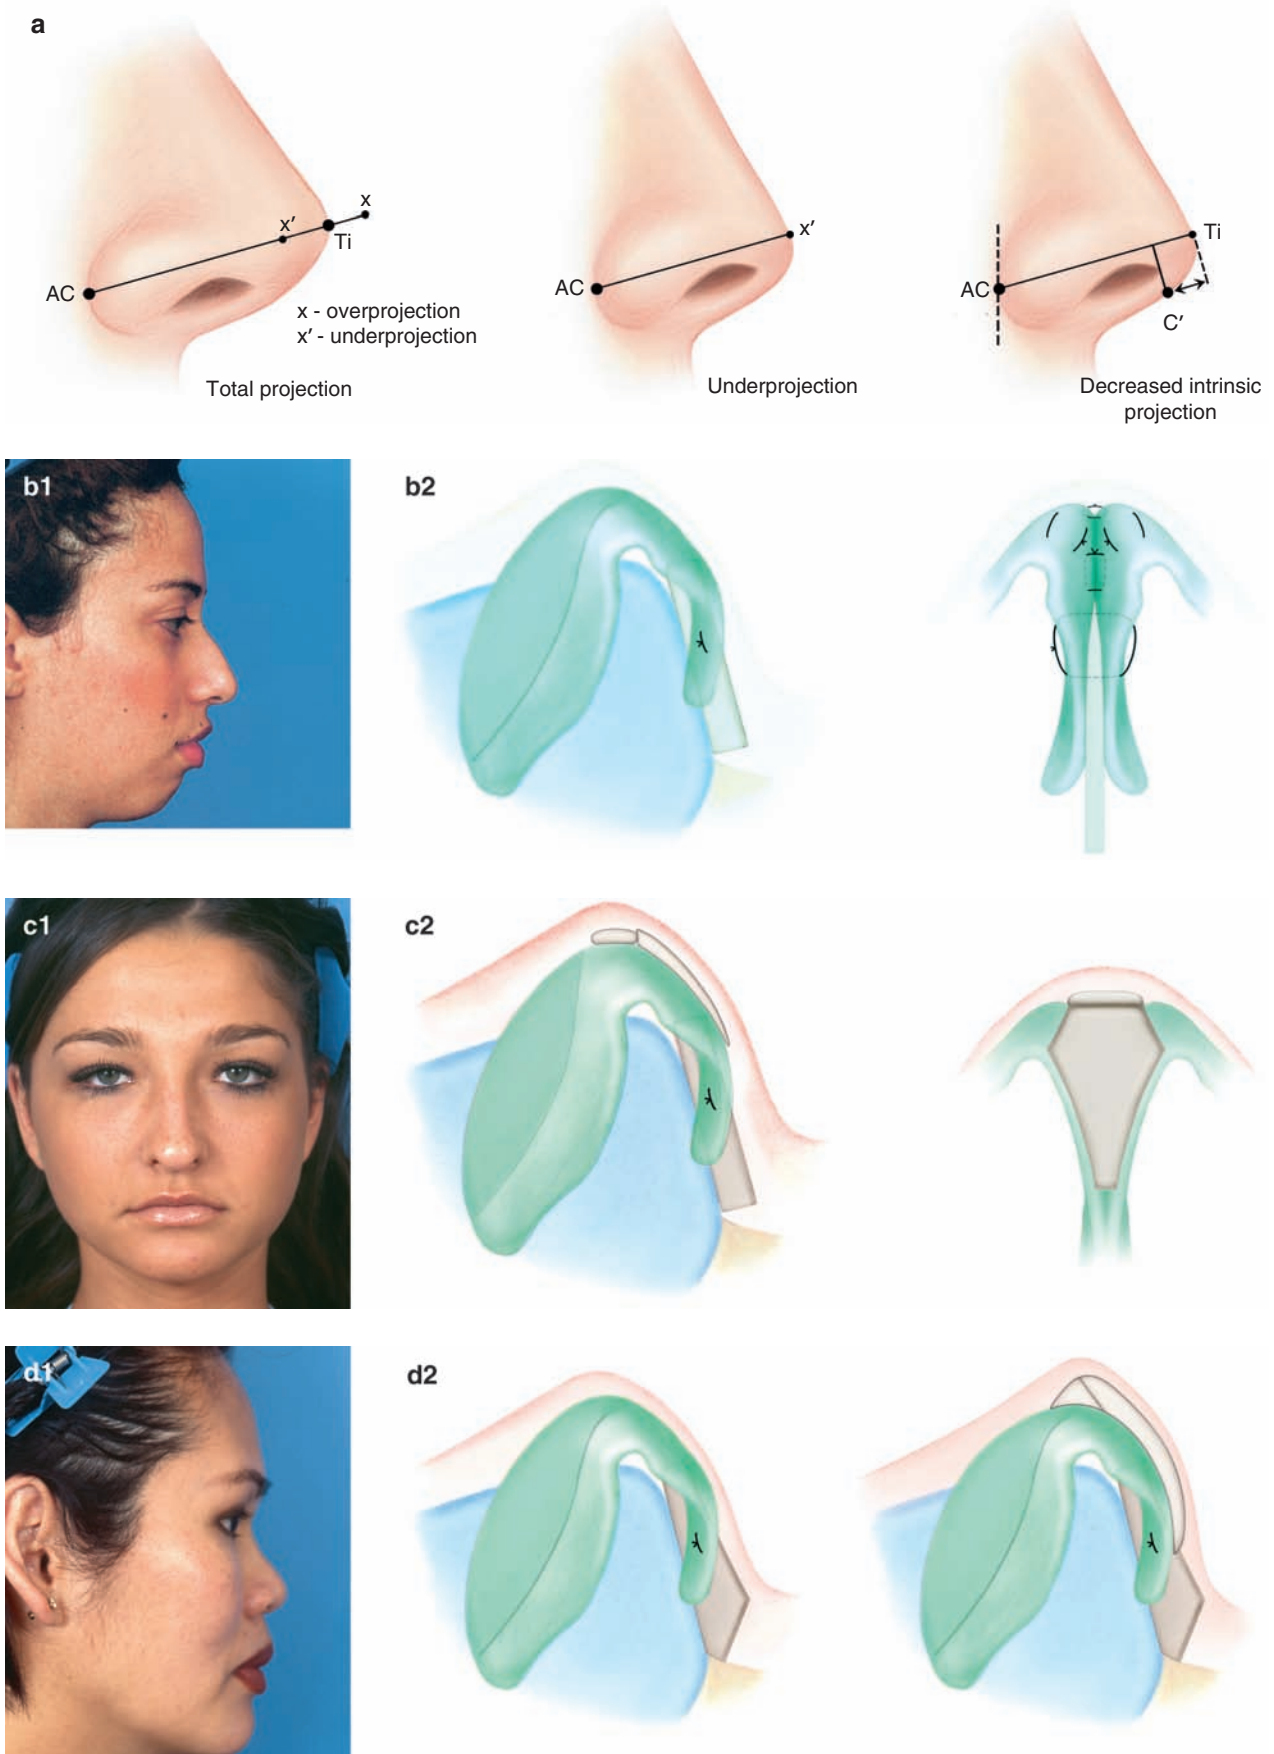 a
x
x′
Ti
AC
x - overprojection
x′ - underprojection
Total projection
x′
AC
Underprojection
Ti
AC
C′
Decreased intrinsic
projection
b1
b2
c1
c2
d1
d2